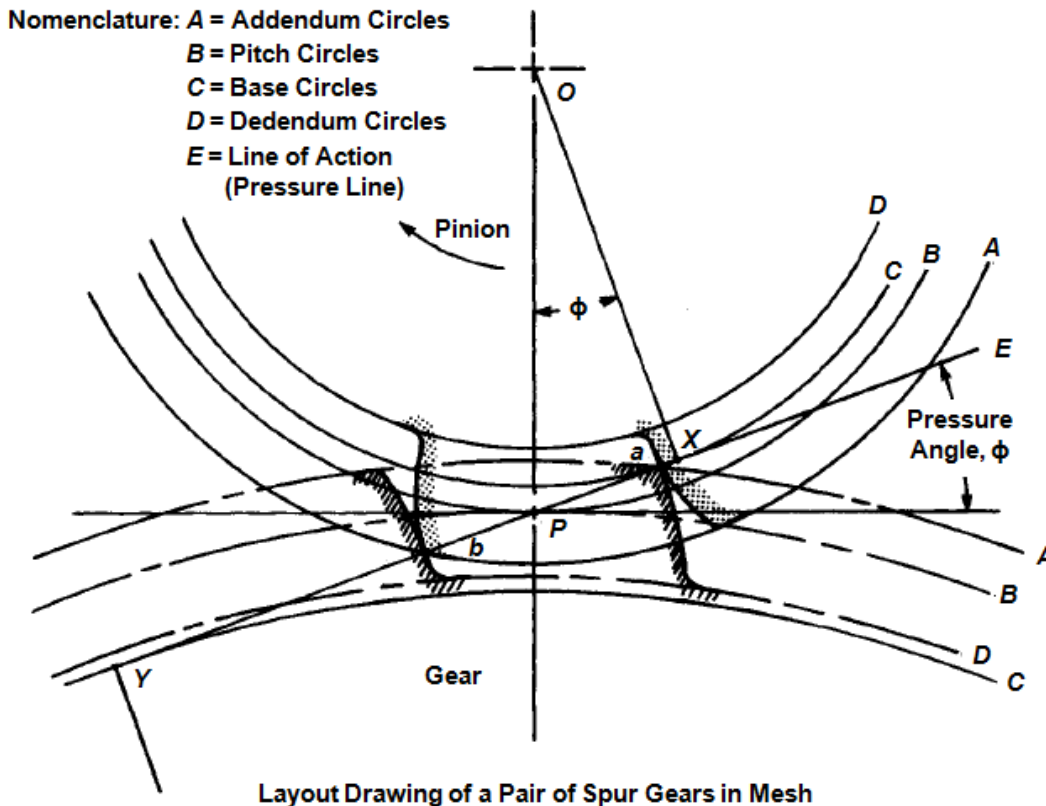 Nomenclature: A = Addendum Circles
B = Pitch Circles
C = Base Circles
D = Dedendum Circles
E = Line of Action
(Pressure Line)
O
Pinion
D
B
A
C
ϕ
E
X
Pressure
Angle, ϕ
a
P
b
A
B
D
C
Y
Gear
Layout Drawing of a Pair of Spur Gears in Mesh